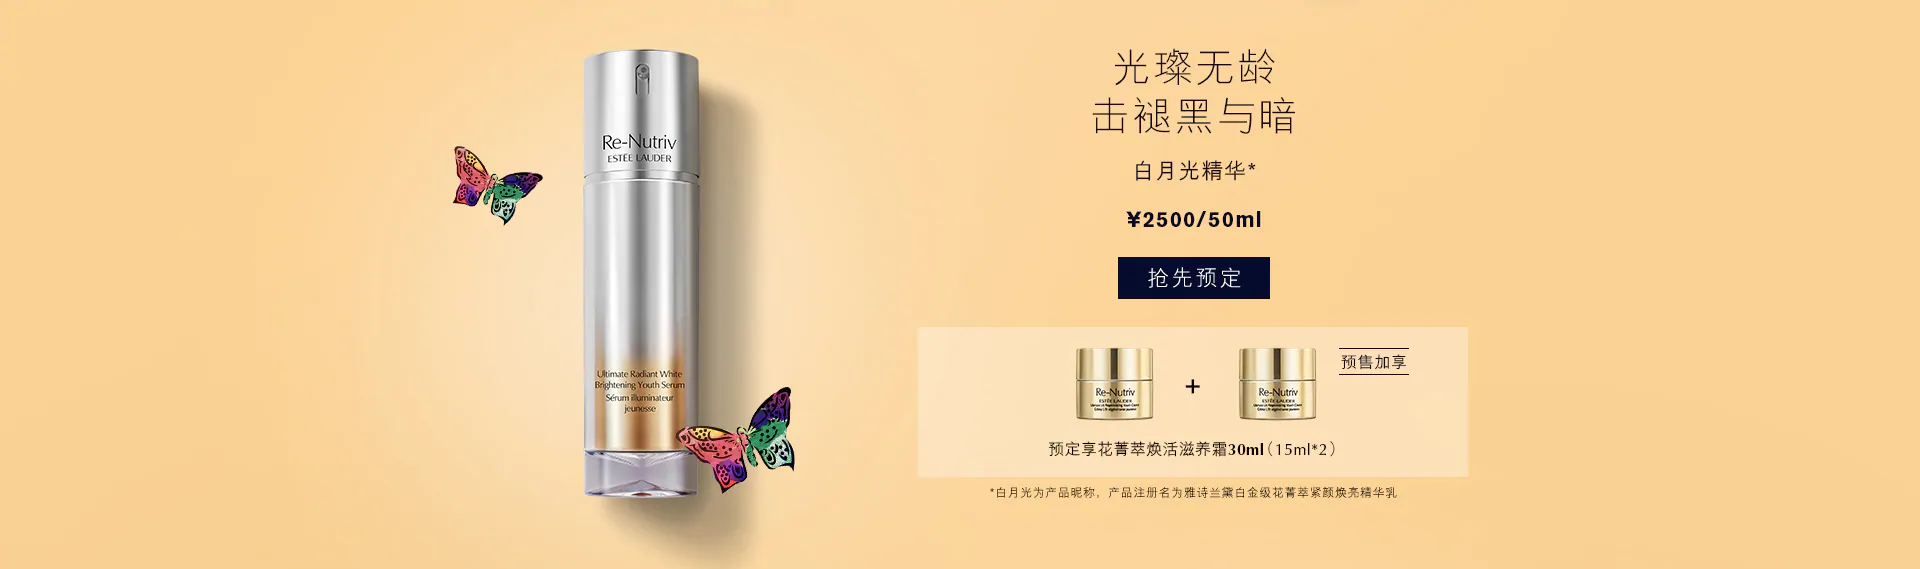 Re-Nutriv
ESTĒE LAUDER
Ultimate Radiant White
Brightening Youth Serum
Sérum illuminateur
jeunesse
光璨无龄
击褪黑与暗
白月光精华*
¥2500/50ml
抢先预定
Re-Nutriv
ESTĒE LAUDER
+
Re-Nutriv
ESTĒE LAUDER
预售加享
预定享花菁萃焕活滋养霜30ml（15ml*2）
*白月光为产品昵称，产品注册名为雅诗兰黛白金级花菁萃紧颜焕亮精华乳